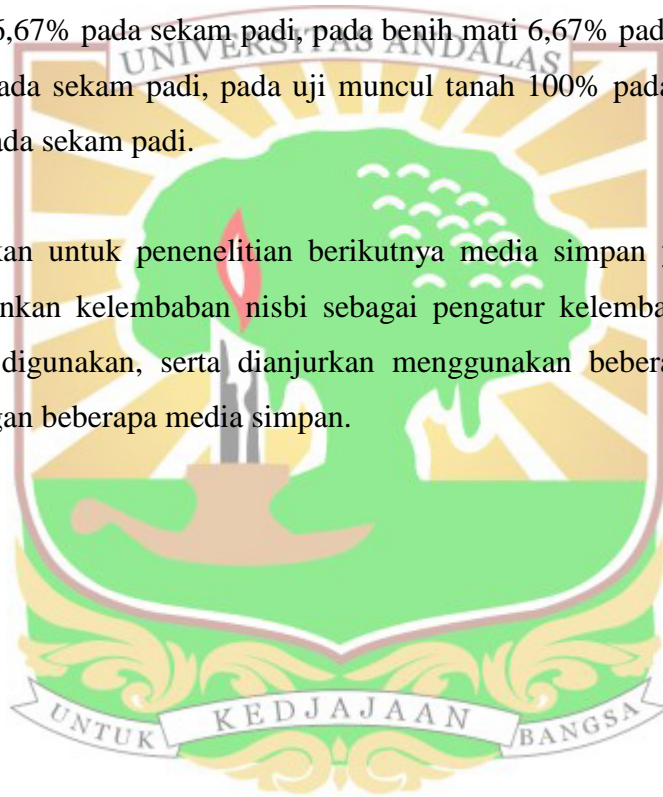 6,67% pada sekam padi, pada benih mati 6,67% pad
UNIVERSITAS ANDALAS
ada sekam padi, pada uji muncul tanah 100% pada
ada sekam padi.
kan untuk penenelitian berikutnya media simpan
nkan kelembaban nisbi sebagai pengatur kelemba
digunakan, serta dianjurkan menggunakan bebera
gan beberapa media simpan.
UNTUK KEDJAJAAN BANGSA